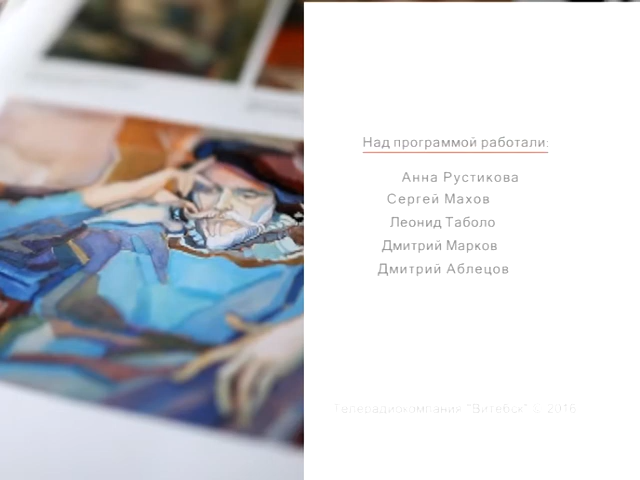 Над программой работали:
Анна Рустикова
Сергей Махов
Леонид Таболо
Дмитрий Марков
Дмитрий Аблецов
Телерадиокомпания "Витебск" © 2016